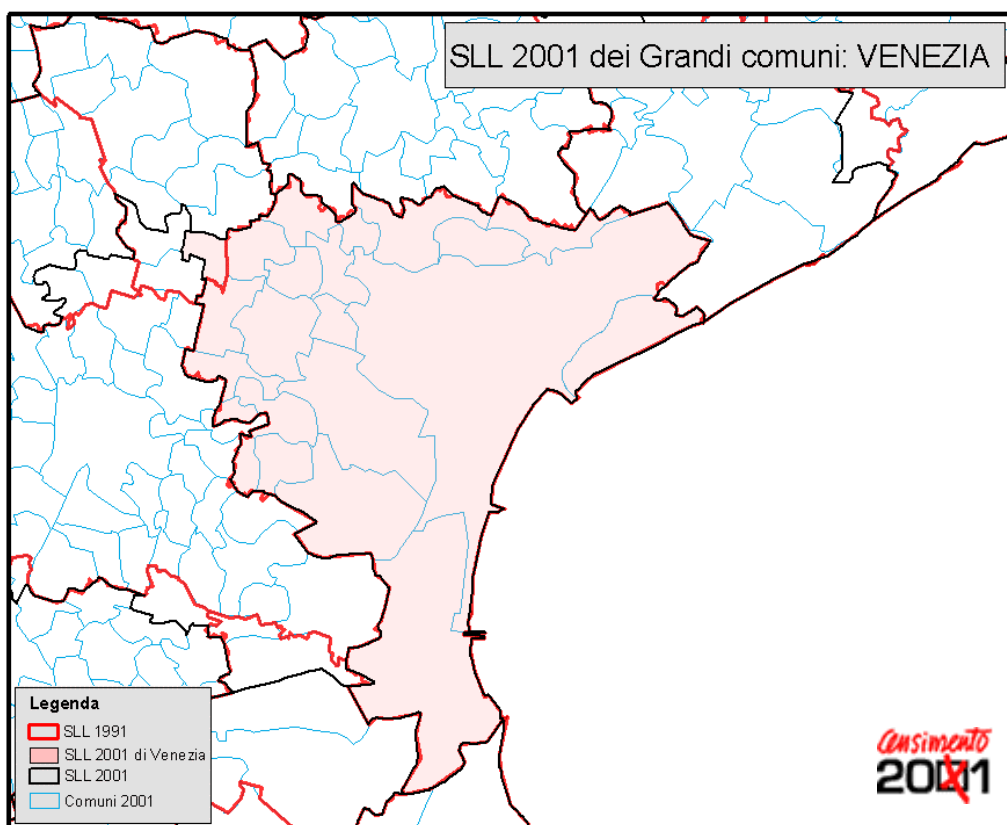 SLL 2001 dei Grandi comuni: VENEZIA
Legenda
SLL 1991
SLL 2001 di Venezia
SLL 2001
Comuni 2001
Censimento
2001